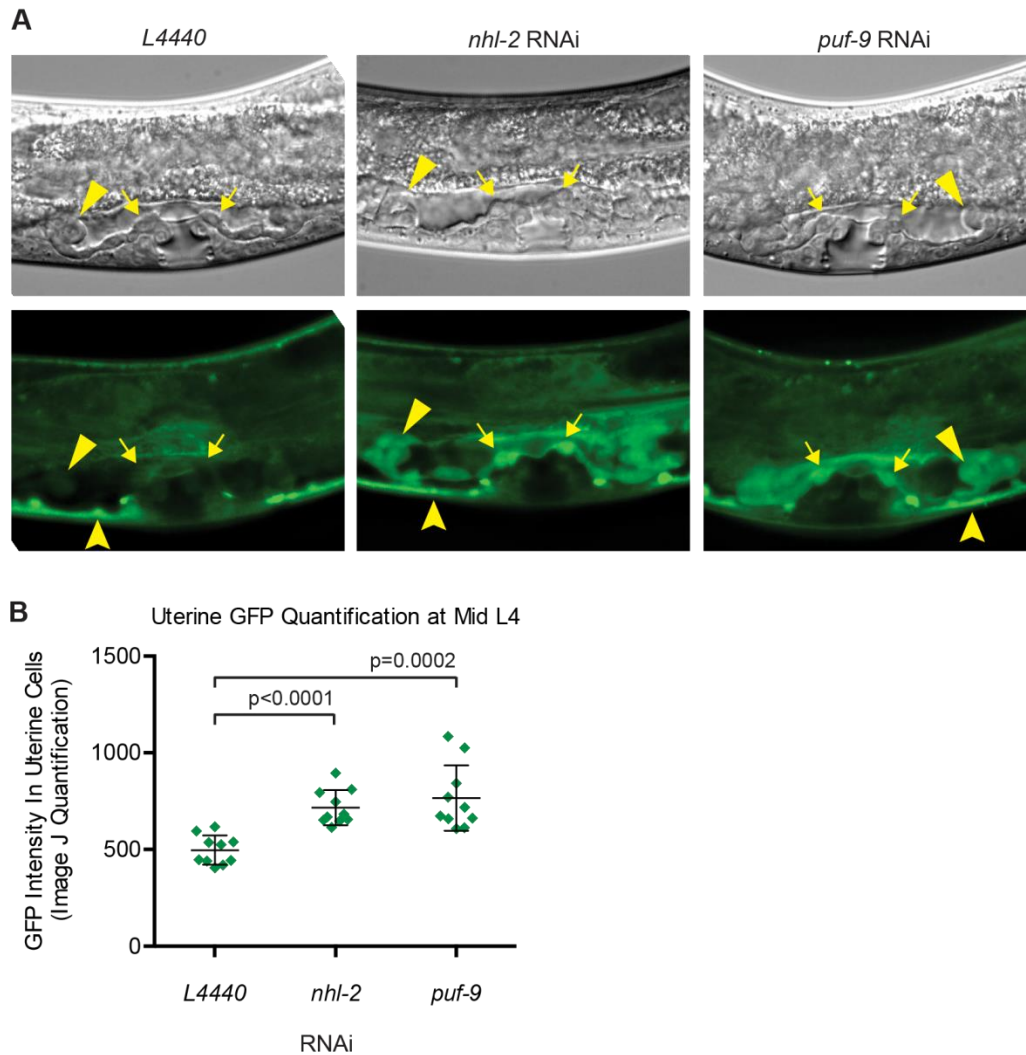 A
L4440
nhl-2 RNAi
puf-9 RNAi
B
Uterine GFP Quantification at Mid L4
GFP Intensity In Uterine Cells
(Image J Quantification)
1500
1000
500
0
p=0.0002
p<0.0001
L4440
nhl-2
puf-9
RNAi